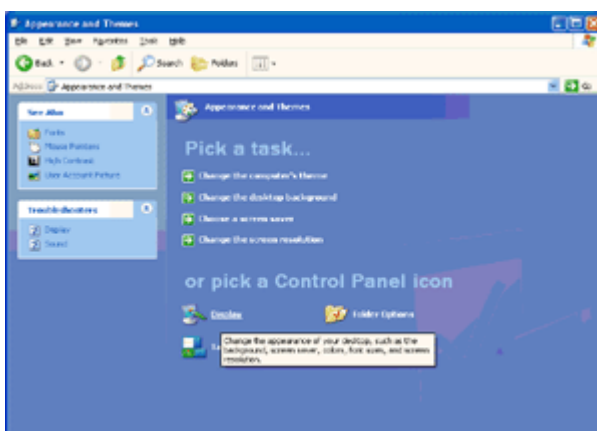 Appearance and Themes
File Edit View Favorites Tools Help
Back Search Folders
Address Appearance and Themes Go
See Also
Fonts
Mouse Pointers
High Contrast
User Account Picture
Troubleshooters
Display
Sound
Appearance and Themes
Pick a task...
Change the computer's theme
Change the desktop background
Choose a screen saver
Change the screen resolution
or pick a Control Panel icon
Display Folder Options
Change the appearance of your desktop, such as the
background, screen saver, colors, font sizes, and screen
resolution.